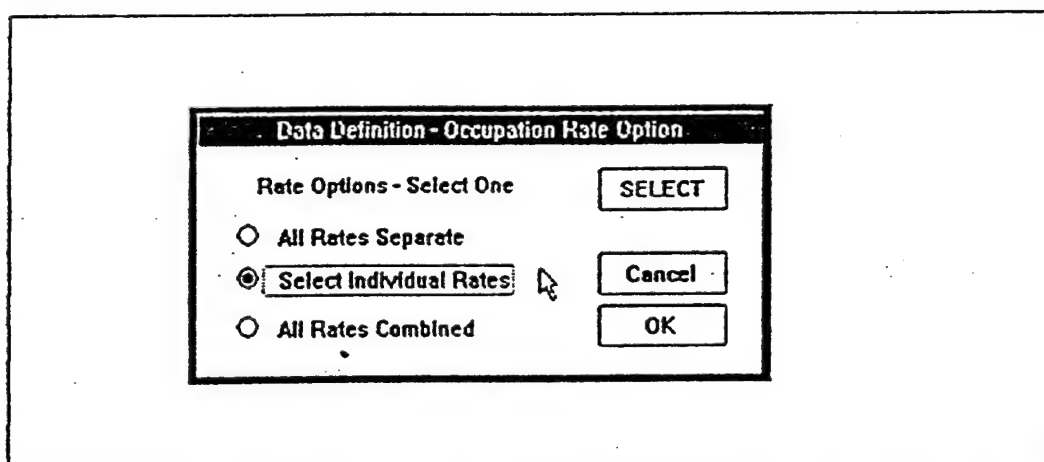 Data Definition - Occupation Rate Option
Rate Options - Select One
SELECT
All Rates Separate
Select Individual Rates
Cancel
All Rates Combined
OK